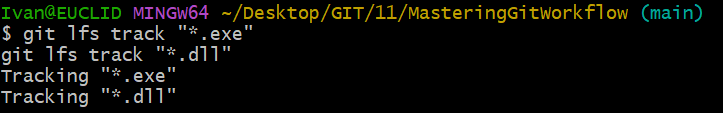 Ivan@EUCLID MINGW64 ~/Desktop/GIT/11/MasteringGitWorkflow (main)
$ git lfs track "*.exe"
git lfs track "*.dll"
Tracking "*.exe"
Tracking "*.dll"